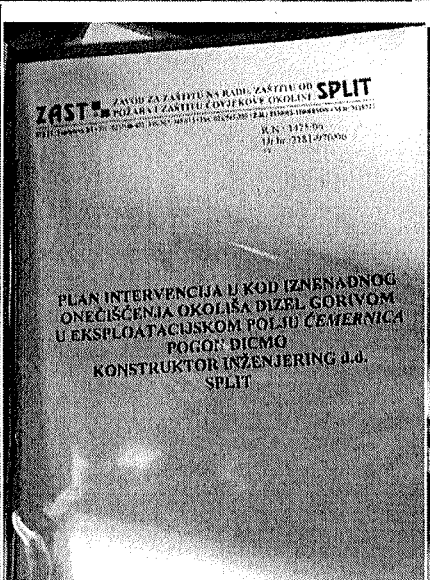 ZAST ZAVOD ZA ZAŠTITU NA RADU, ZAŠTITU OD SPLIT
POŽARA I ZAŠTITU ČOVJEKOVE OKOLINE
PLAN INTERVENCIJA U KOD IZNENADNOG
ONEČIŠĆENJA OKOLIŠA DIZEL GORIVOM
U EKSPLOATACIJSKOM POLJU ČEMERNICA
POGON DICMO
KONSTRUKTOR INŽENJERING d.d.
SPLIT